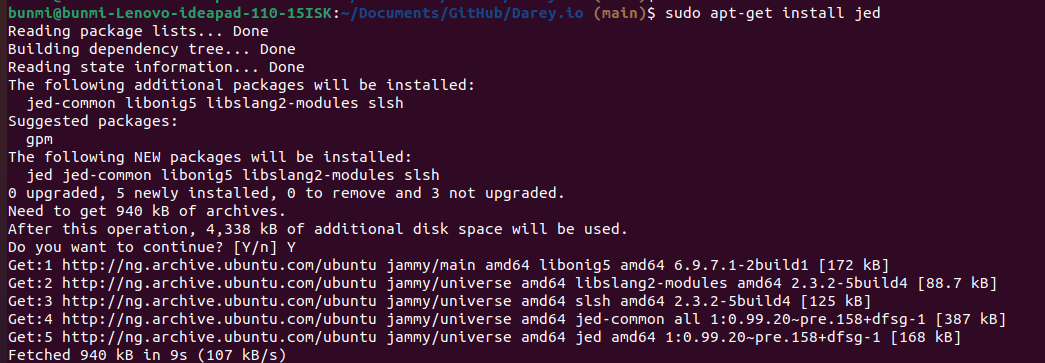 bunmi@bunmi-Lenovo-ideapad-110-15ISK:~/Documents/GitHub/Darey.io (main)$ sudo apt-get install jed
Reading package lists... Done
Building dependency tree... Done
Reading state information... Done
The following additional packages will be installed:
  jed-common libonig5 libslang2-modules slsh
Suggested packages:
  gpm
The following NEW packages will be installed:
  jed jed-common libonig5 libslang2-modules slsh
0 upgraded, 5 newly installed, 0 to remove and 3 not upgraded.
Need to get 940 kB of archives.
After this operation, 4,338 kB of additional disk space will be used.
Do you want to continue? [Y/n] Y
Get:1 http://ng.archive.ubuntu.com/ubuntu jammy/main amd64 libonig5 amd64 6.9.7.1-2build1 [172 kB]
Get:2 http://ng.archive.ubuntu.com/ubuntu jammy/universe amd64 libslang2-modules amd64 2.3.2-5build4 [88.7 kB]
Get:3 http://ng.archive.ubuntu.com/ubuntu jammy/universe amd64 slsh amd64 2.3.2-5build4 [125 kB]
Get:4 http://ng.archive.ubuntu.com/ubuntu jammy/universe amd64 jed-common all 1:0.99.20~pre.158+dfsg-1 [387 kB]
Get:5 http://ng.archive.ubuntu.com/ubuntu jammy/universe amd64 jed amd64 1:0.99.20~pre.158+dfsg-1 [168 kB]
Fetched 940 kB in 9s (107 kB/s)